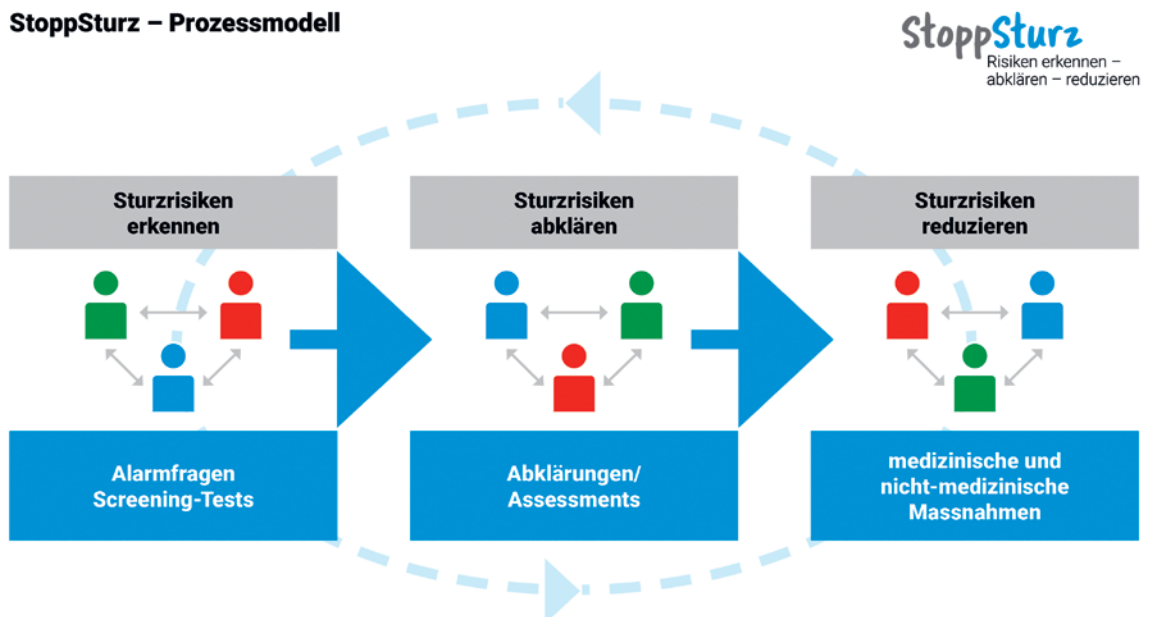 StoppSturz – Prozessmodell
StoppSturz
Risiken erkennen –
abklären – reduzieren
Sturzrisiken
erkennen
Sturzrisiken
abklären
Sturzrisiken
reduzieren
Alarmfragen
Screening-Tests
Abklärungen/
Assessments
medizinische und
nicht-medizinische
Massnahmen